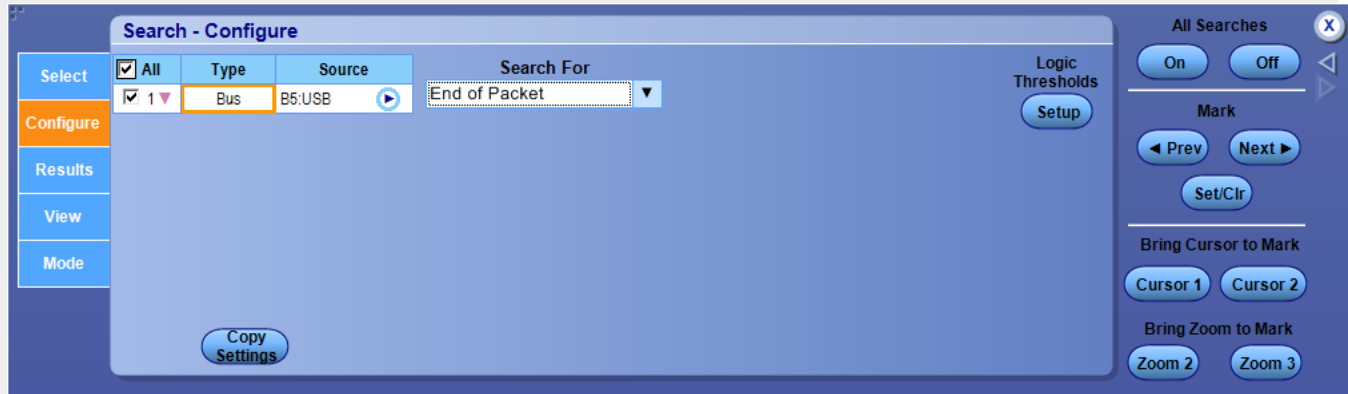 Search - Configure
Select
Configure
Results
View
Mode
All Type Source
1 Bus B5:USB
Search For
End of Packet
Logic
Thresholds
Setup
Copy
Settings
All Searches
On Off
X
Mark
◄ Prev Next ►
Set/Clr
Bring Cursor to Mark
Cursor 1 Cursor 2
Bring Zoom to Mark
Zoom 2 Zoom 3